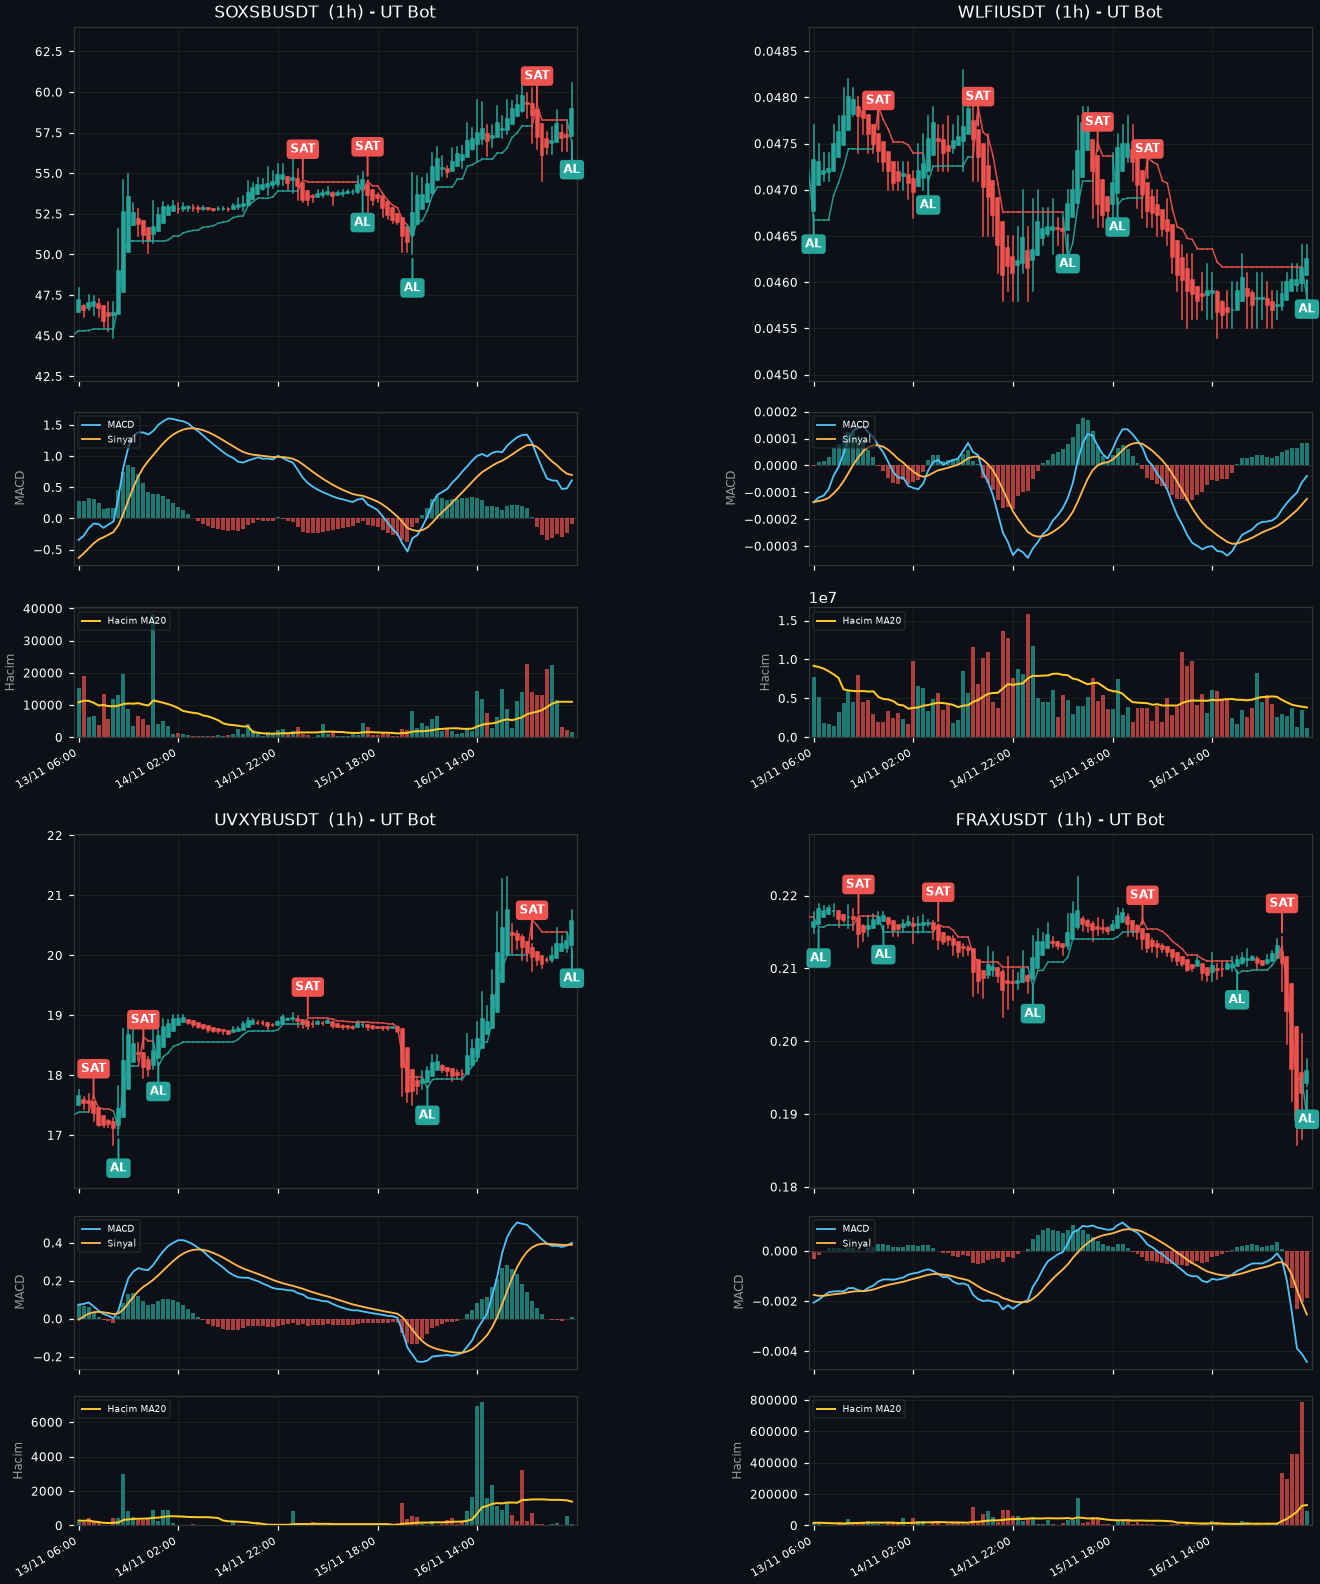 SOXSBUSDT  (1h) - UT Bot
62.5
60.0
57.5
55.0
52.5
50.0
47.5
45.0
42.5
SAT
SAT
SAT
AL
AL
AL
MACD
1.5
1.0
0.5
0.0
−0.5
MACD
Sinyal
Hacim
40000
30000
20000
10000
0
Hacim MA20
13/11 06:00
14/11 02:00
14/11 22:00
15/11 18:00
16/11 14:00
WLFIUSDT  (1h) - UT Bot
0.0485
0.0480
0.0475
0.0470
0.0465
0.0460
0.0455
0.0450
SAT
SAT
SAT
SAT
AL
AL
AL
AL
AL
MACD
0.0002
0.0001
0.0000
−0.0001
−0.0002
−0.0003
MACD
Sinyal
1e7
Hacim
1.5
1.0
0.5
0.0
Hacim MA20
13/11 06:00
14/11 02:00
14/11 22:00
15/11 18:00
16/11 14:00
UVXYBUSDT  (1h) - UT Bot
22
21
20
19
18
17
SAT
SAT
SAT
SAT
AL
AL
AL
AL
MACD
0.4
0.2
0.0
−0.2
MACD
Sinyal
Hacim
6000
4000
2000
0
Hacim MA20
13/11 06:00
14/11 02:00
14/11 22:00
15/11 18:00
16/11 14:00
FRAXUSDT  (1h) - UT Bot
0.22
0.21
0.20
0.19
0.18
SAT
SAT
SAT
SAT
AL
AL
AL
AL
AL
MACD
0.000
−0.002
−0.004
MACD
Sinyal
Hacim
800000
600000
400000
200000
0
Hacim MA20
13/11 06:00
14/11 02:00
14/11 22:00
15/11 18:00
16/11 14:00